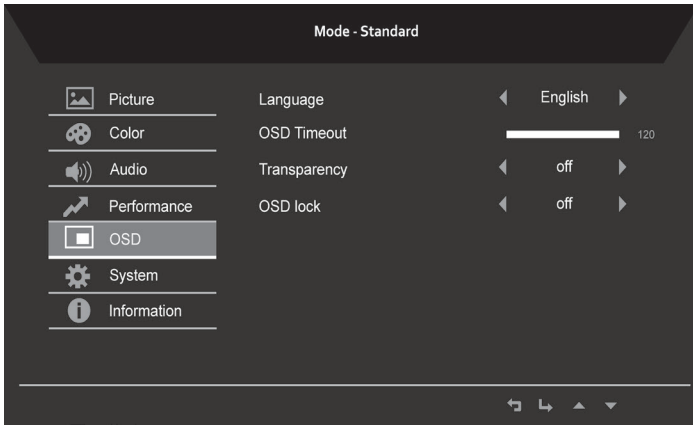 Mode - Standard
Picture
Language
English
Color
OSD Timeout
120
Audio
Transparency
off
Performance
OSD lock
off
OSD
System
Information